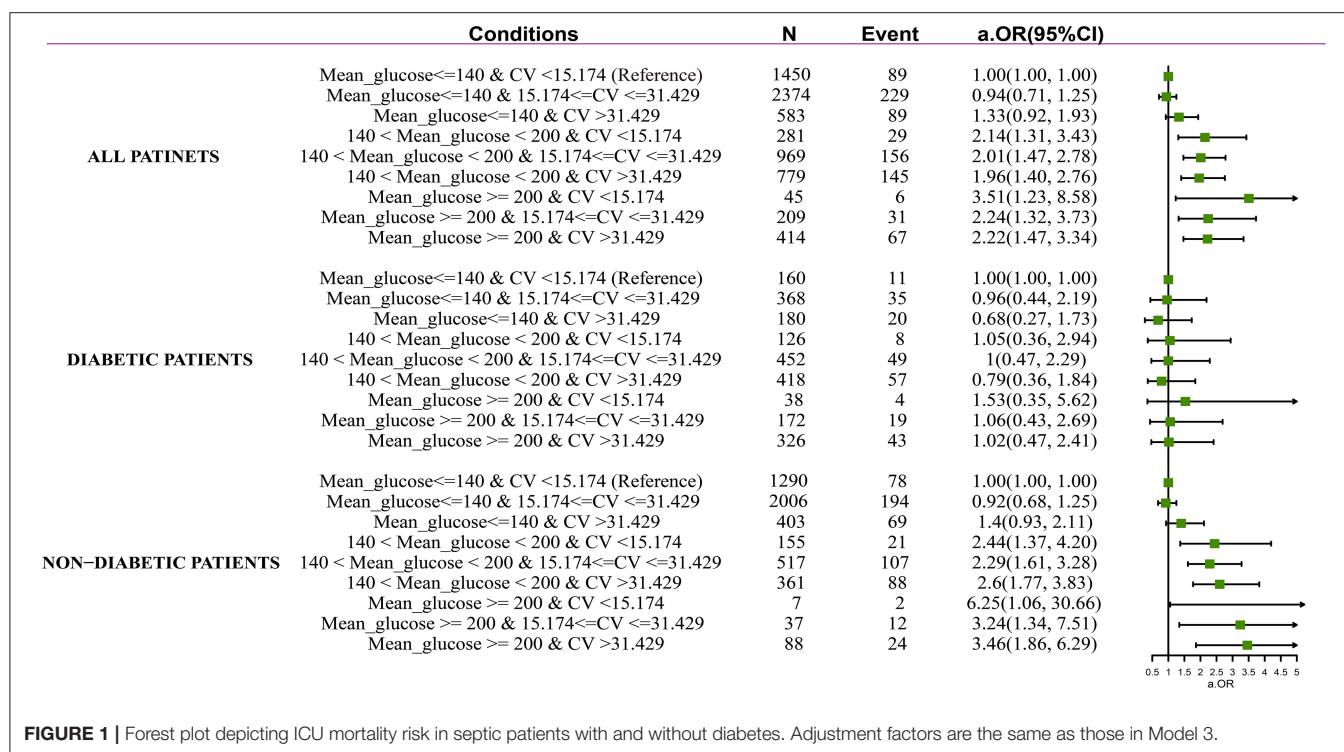 Conditions N Event a.OR(95%CI)
Mean_glucose<=140 & CV <15.174 (Reference) 1450 89 1.00(1.00, 1.00)
Mean_glucose<=140 & 15.174<=CV <=31.429 2374 229 0.94(0.71, 1.25)
Mean_glucose<=140 & CV >31.429 583 89 1.33(0.92, 1.93)
140 < Mean_glucose < 200 & CV <15.174 281 29 2.14(1.31, 3.43)
ALL PATINETS 140 < Mean_glucose < 200 & 15.174<=CV <=31.429 969 156 2.01(1.47, 2.78)
140 < Mean_glucose < 200 & CV >31.429 779 145 1.96(1.40, 2.76)
Mean_glucose >= 200 & CV <15.174 45 6 3.51(1.23, 8.58)
Mean_glucose >= 200 & 15.174<=CV <=31.429 209 31 2.24(1.32, 3.73)
Mean_glucose >= 200 & CV >31.429 414 67 2.22(1.47, 3.34)
Mean_glucose<=140 & CV <15.174 (Reference) 160 11 1.00(1.00, 1.00)
Mean_glucose<=140 & 15.174<=CV <=31.429 368 35 0.96(0.44, 2.19)
Mean_glucose<=140 & CV >31.429 180 20 0.68(0.27, 1.73)
140 < Mean_glucose < 200 & CV <15.174 126 8 1.05(0.36, 2.94)
DIABETIC PATIENTS 140 < Mean_glucose < 200 & 15.174<=CV <=31.429 452 49 1(0.47, 2.29)
140 < Mean_glucose < 200 & CV >31.429 418 57 0.79(0.36, 1.84)
Mean_glucose >= 200 & CV <15.174 38 4 1.53(0.35, 5.62)
Mean_glucose >= 200 & 15.174<=CV <=31.429 172 19 1.06(0.43, 2.69)
Mean_glucose >= 200 & CV >31.429 326 43 1.02(0.47, 2.41)
Mean_glucose<=140 & CV <15.174 (Reference) 1290 78 1.00(1.00, 1.00)
Mean_glucose<=140 & 15.174<=CV <=31.429 2006 194 0.92(0.68, 1.25)
Mean_glucose<=140 & CV >31.429 403 69 1.4(0.93, 2.11)
140 < Mean_glucose < 200 & CV <15.174 155 21 2.44(1.37, 4.20)
NON−DIABETIC PATIENTS 140 < Mean_glucose < 200 & 15.174<=CV <=31.429 517 107 2.29(1.61, 3.28)
140 < Mean_glucose < 200 & CV >31.429 361 88 2.6(1.77, 3.83)
Mean_glucose >= 200 & CV <15.174 7 2 6.25(1.06, 30.66)
Mean_glucose >= 200 & 15.174<=CV <=31.429 37 12 3.24(1.34, 7.51)
Mean_glucose >= 200 & CV >31.429 88 24 3.46(1.86, 6.29)
0.5 1 1.5 2 2.5 3 3.5 4 4.5 5
a.OR
FIGURE 1 | Forest plot depicting ICU mortality risk in septic patients with and without diabetes. Adjustment factors are the same as those in Model 3.